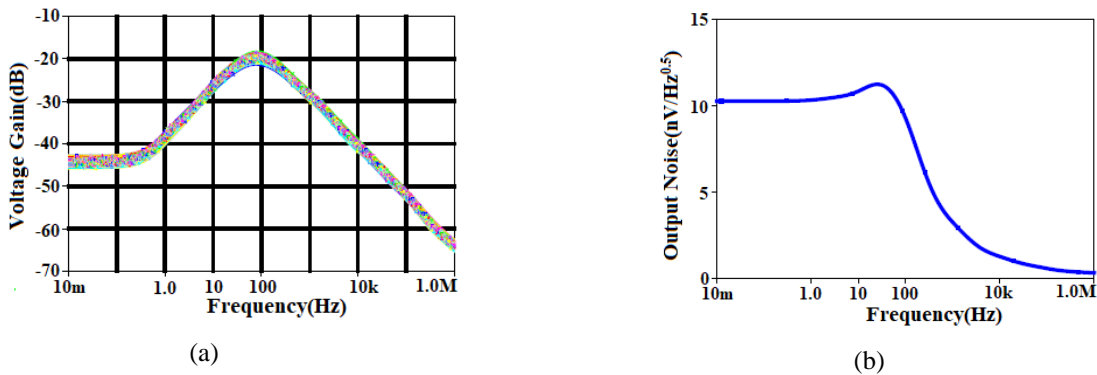 Voltage Gain(dB)
-10
-20
-30
-40
-50
-60
-70
10m 1.0 10 100 10k 1.0M
Frequency(Hz)
(a)
Output Noise(nV/Hz0.5)
15
10
5
0
10m 1.0 10 100 10k 1.0M
Frequency(Hz)
(b)